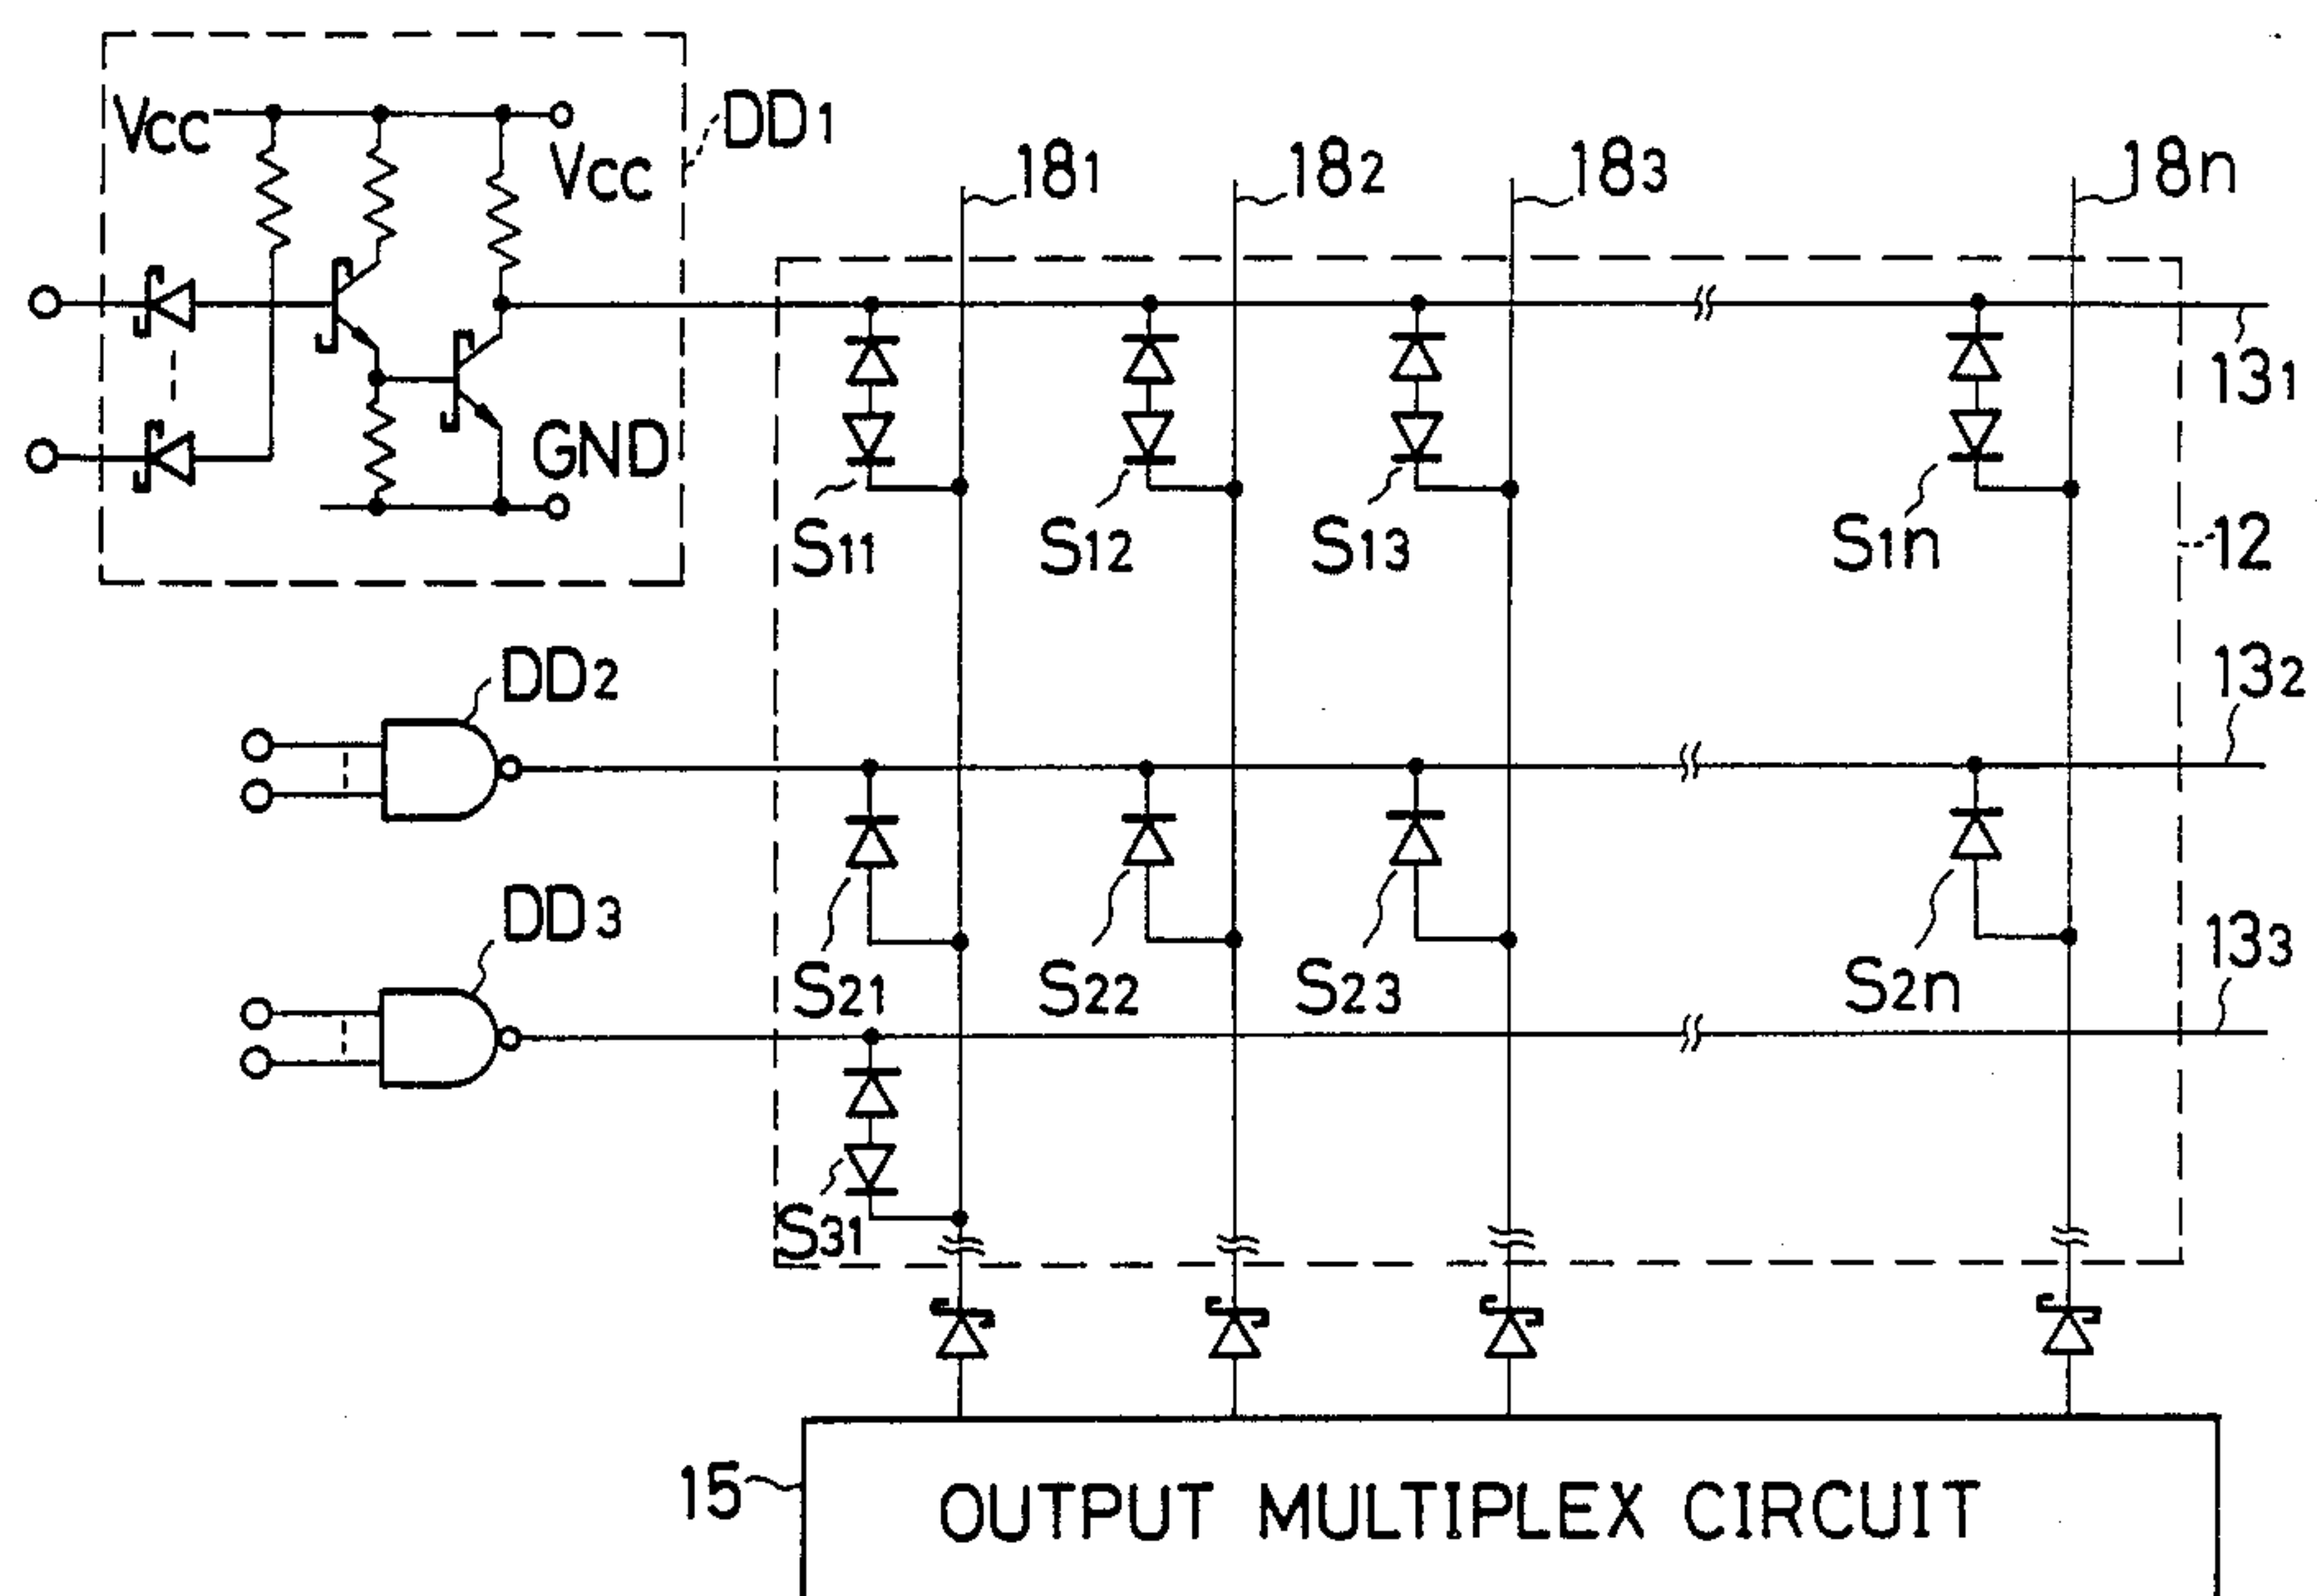 Vcc
Vcc
DD1
181
182
183
18n
GND
131
S11
S12
S13
S1n
12
DD2
132
DD3
S21
S22
S23
S2n
133
S31
15
OUTPUT MULTIPLEX CIRCUIT